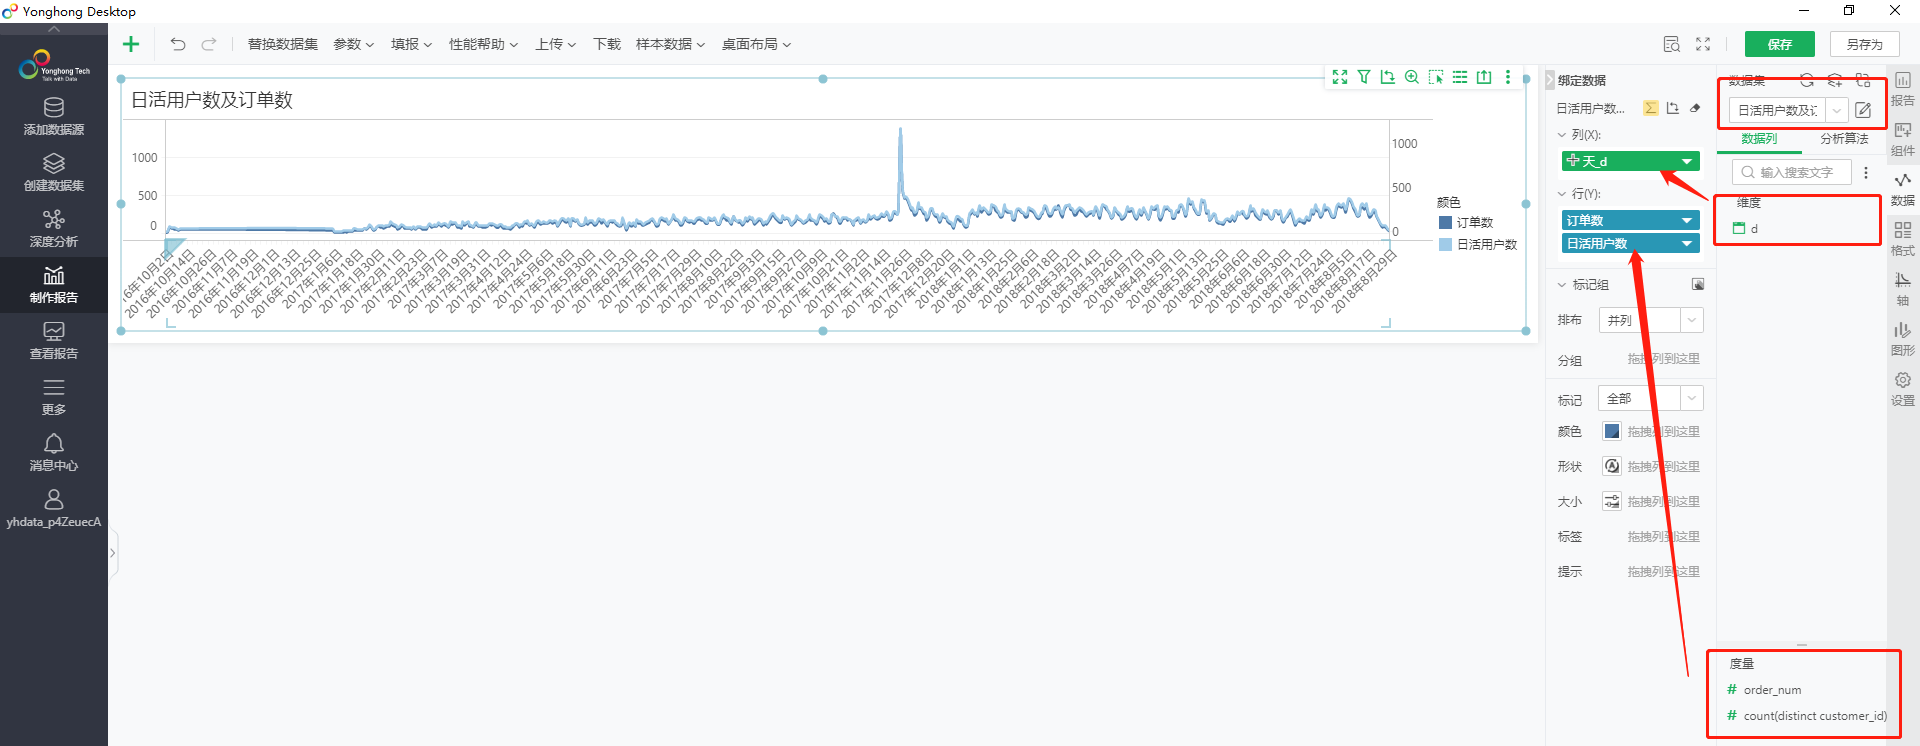 Yonghong Desktop
Yonghong Tech
Talk with Data
添加数据源
创建数据集
深度分析
制作报告
查看报告
更多
消息中心
yhdata_p4ZeuecA
替换数据集 参数 填报 性能帮助 上传 下载 样本数据 桌面布局
保存 另存为
日活用户数及订单数
1000
500
0
1000
500
0
颜色
订单数
日活用户数
16年10月2日
2016年10月14日
2016年10月26日
2016年11月7日
2016年11月19日
2016年12月1日
2016年12月13日
2016年12月25日
2017年1月6日
2017年1月18日
2017年1月30日
2017年2月11日
2017年2月23日
2017年3月7日
2017年3月19日
2017年3月31日
2017年4月12日
2017年4月24日
2017年5月6日
2017年5月18日
2017年5月30日
2017年6月11日
2017年6月23日
2017年7月5日
2017年7月17日
2017年7月29日
2017年8月10日
2017年8月22日
2017年9月3日
2017年9月15日
2017年9月27日
2017年10月9日
2017年10月21日
2017年11月2日
2017年11月14日
2017年11月26日
2017年12月8日
2017年12月20日
2018年1月1日
2018年1月13日
2018年1月25日
2018年2月6日
2018年2月18日
2018年3月2日
2018年3月14日
2018年3月26日
2018年4月7日
2018年4月19日
2018年5月1日
2018年5月13日
2018年5月25日
2018年6月6日
2018年6月18日
2018年6月30日
2018年7月12日
2018年7月24日
2018年8月5日
2018年8月17日
2018年8月29日
绑定数据
日活用户数...
列(X):
天_d
行(Y):
订单数
日活用户数
标记组
排布 并列
分组 拖拽列到这里
标记 全部
颜色 拖拽列到这里
形状 拖拽列到这里
大小 拖拽列到这里
标签 拖拽列到这里
提示 拖拽列到这里
数据集
日活用户数及订
数据列 分析算法
输入搜索文字
维度
d
度量
# order_num
# count(distinct customer_id)
报告
组件
数据
格式
轴
图形
设置